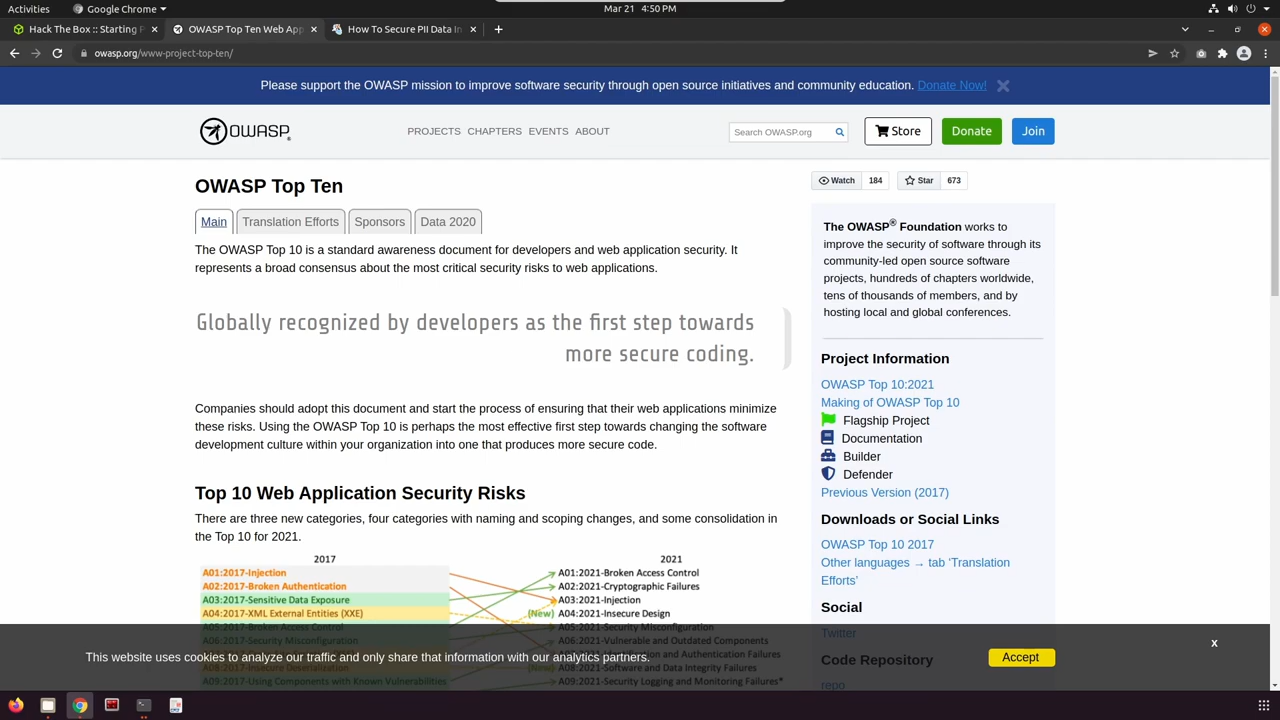 Activities
Google Chrome
Mar 21 4:50 PM
Hack The Box :: Starting P
OWASP Top Ten Web App
How To Secure PII Data In
owasp.org/www-project-top-ten/
Please support the OWASP mission to improve software security through open source initiatives and community education. Donate Now!
OWASP
PROJECTS CHAPTERS EVENTS ABOUT
Search OWASP.org
Store
Donate
Join
OWASP Top Ten
Main
Translation Efforts
Sponsors
Data 2020
The OWASP Top 10 is a standard awareness document for developers and web application security. It
represents a broad consensus about the most critical security risks to web applications.
Globally recognized by developers as the first step towards
more secure coding.
Companies should adopt this document and start the process of ensuring that their web applications minimize
these risks. Using the OWASP Top 10 is perhaps the most effective first step towards changing the software
development culture within your organization into one that produces more secure code.
Top 10 Web Application Security Risks
There are three new categories, four categories with naming and scoping changes, and some consolidation in
the Top 10 for 2021.
2017
A01:2017-Injection
A02:2017-Broken Authentication
A03:2017-Sensitive Data Exposure
A04:2017-XML External Entities (XXE)
A05:2017-Broken Access Control
A06:2017-Security Misconfiguration
A08:2017-Insecure Deserialization
A09:2017-Using Components with Known Vulnerabilities
2021
A01:2021-Broken Access Control
A02:2021-Cryptographic Failures
A03:2021-Injection
(New) A04:2021-Insecure Design
A05:2021-Security Misconfiguration
A06:2021-Vulnerable and Outdated Components
A07:2021-Identification and Authentication Failures
(New) A08:2021-Software and Data Integrity Failures
A09:2021-Security Logging and Monitoring Failures*
Watch 184
Star 673
The OWASP® Foundation works to
improve the security of software through its
community-led open source software
projects, hundreds of chapters worldwide,
tens of thousands of members, and by
hosting local and global conferences.
Project Information
OWASP Top 10:2021
Making of OWASP Top 10
Flagship Project
Documentation
Builder
Defender
Previous Version (2017)
Downloads or Social Links
OWASP Top 10 2017
Other languages → tab 'Translation
Efforts'
Social
Twitter
Code Repository
repo
This website uses cookies to analyze our traffic and only share that information with our analytics partners.
Accept
x